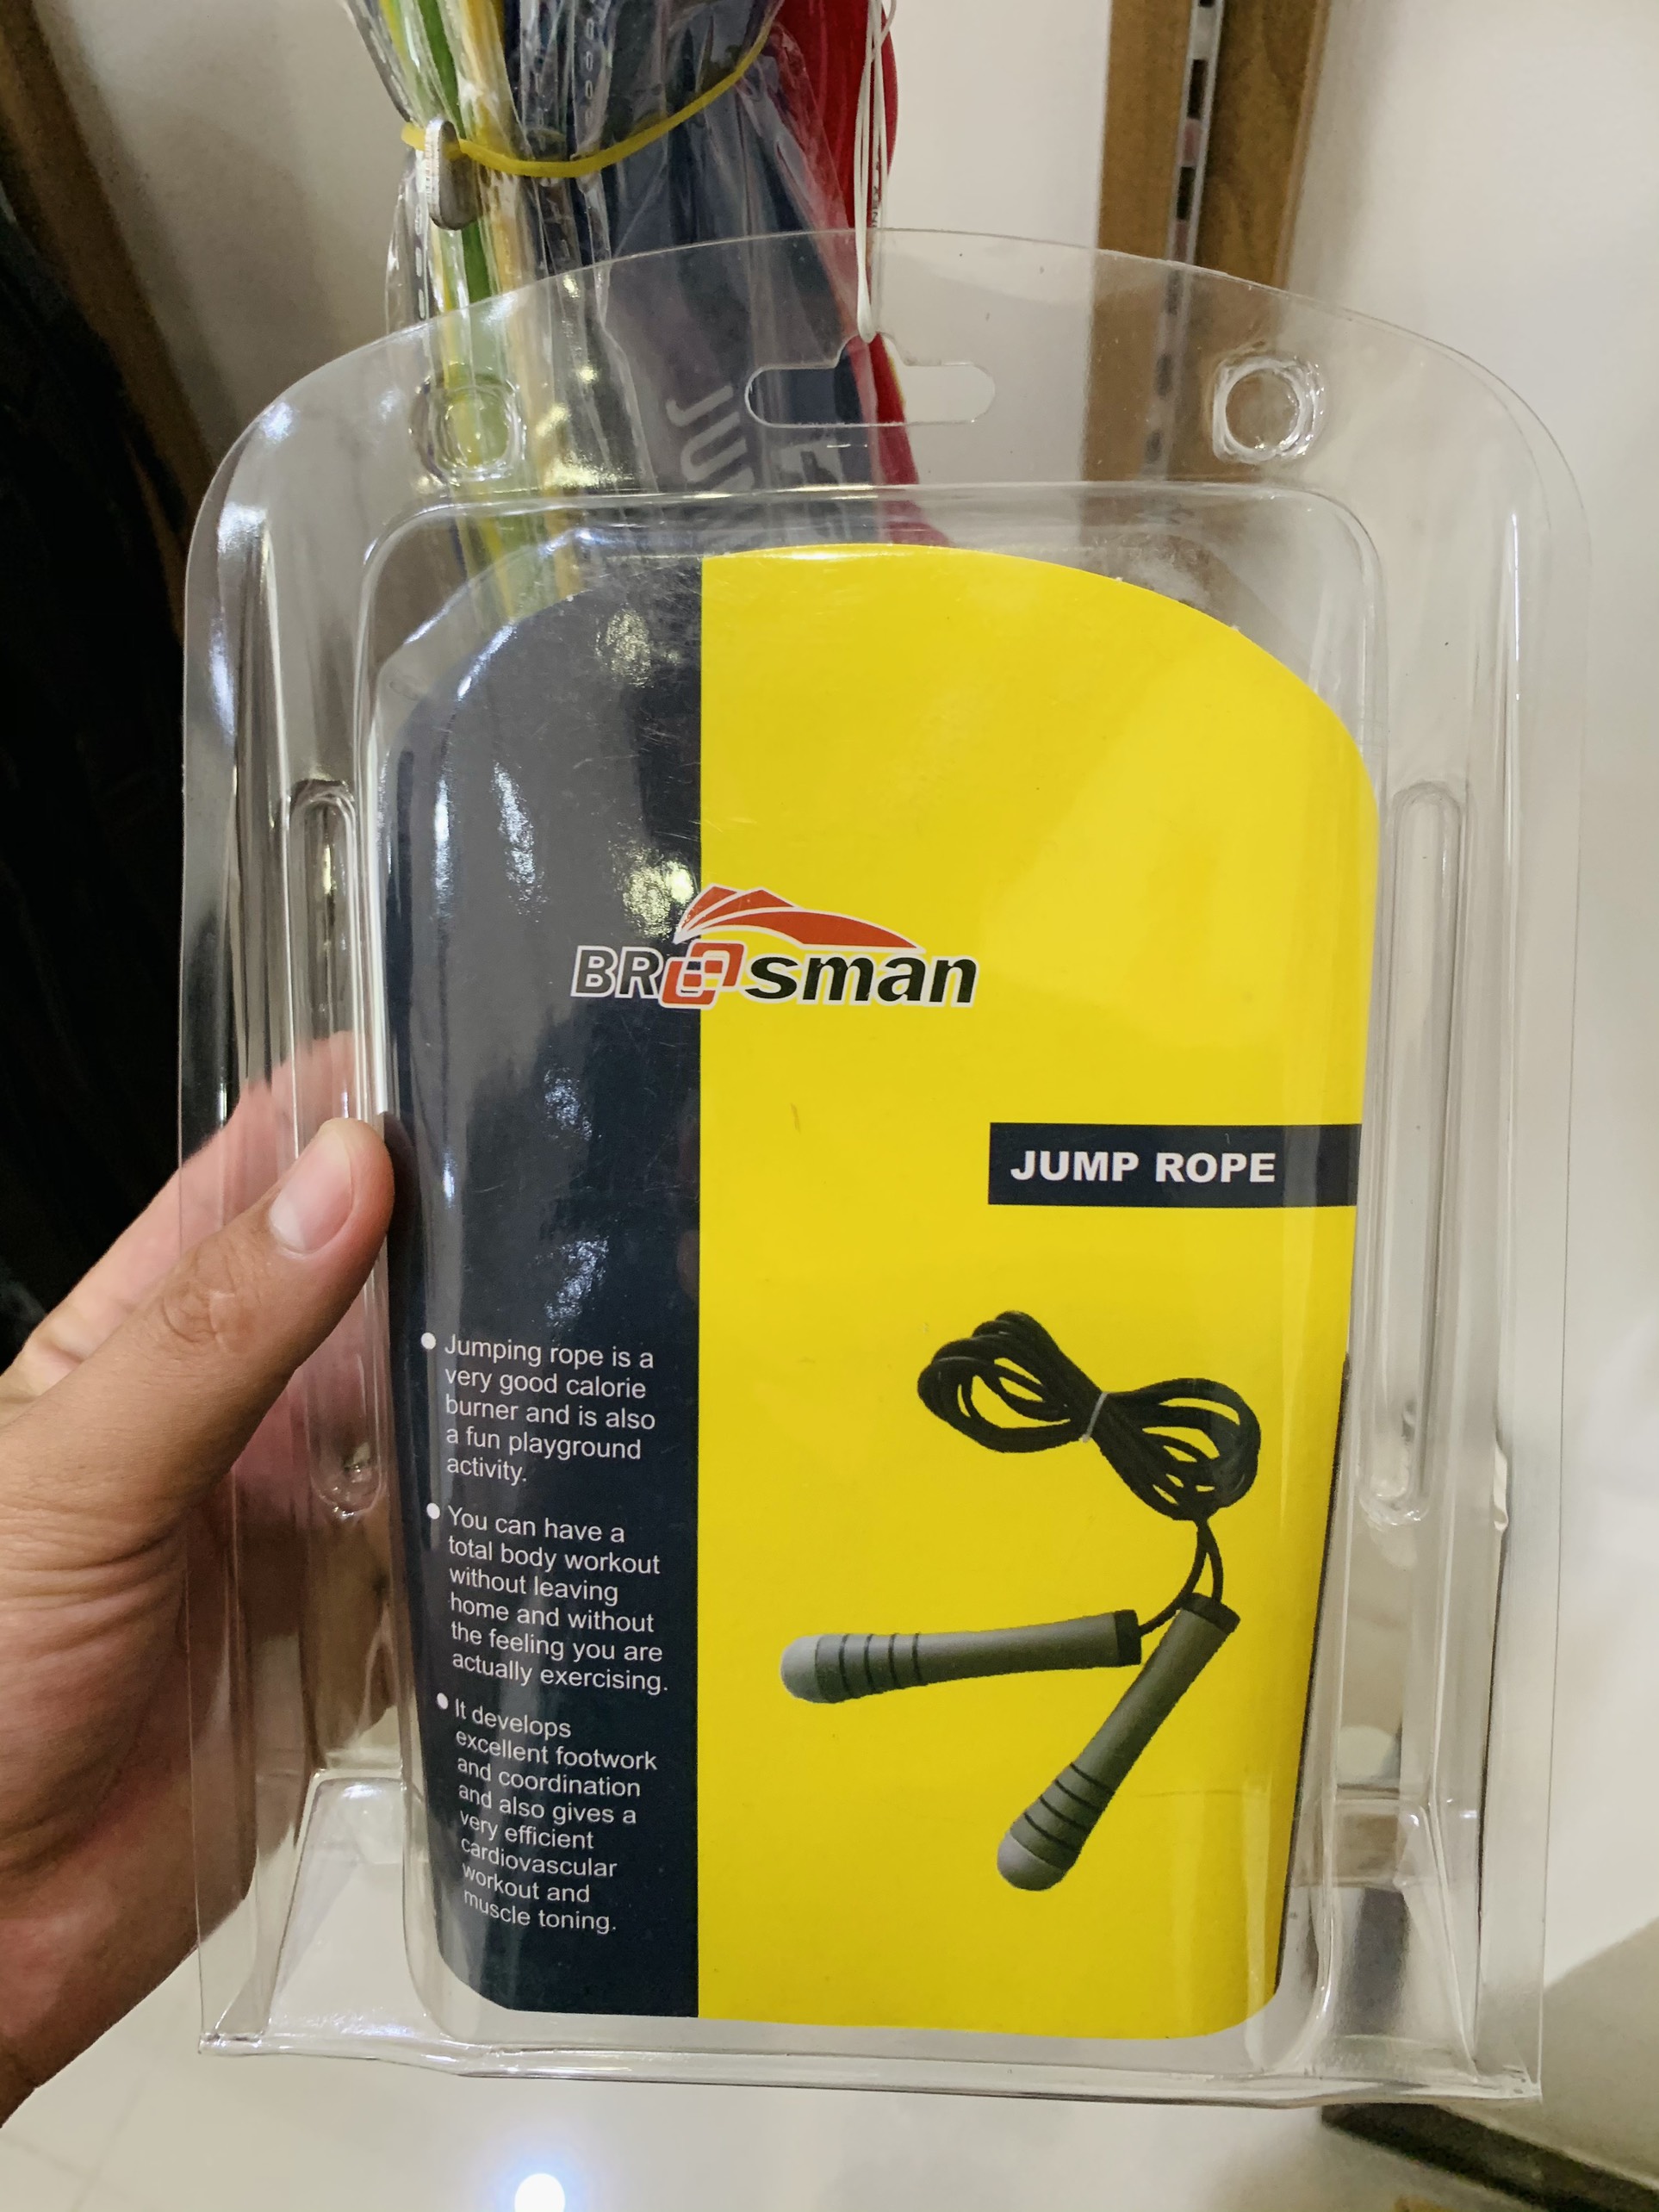 JU
BROsman
JUMP ROPE
● Jumping rope is a
very good calorie
burner and is also
a fun playground
activity.
● You can have a
total body workout
without leaving
home and without
the feeling you are
actually exercising.
● It develops
excellent footwork
and coordination
and also gives a
very efficient
cardiovascular
workout and
muscle toning.